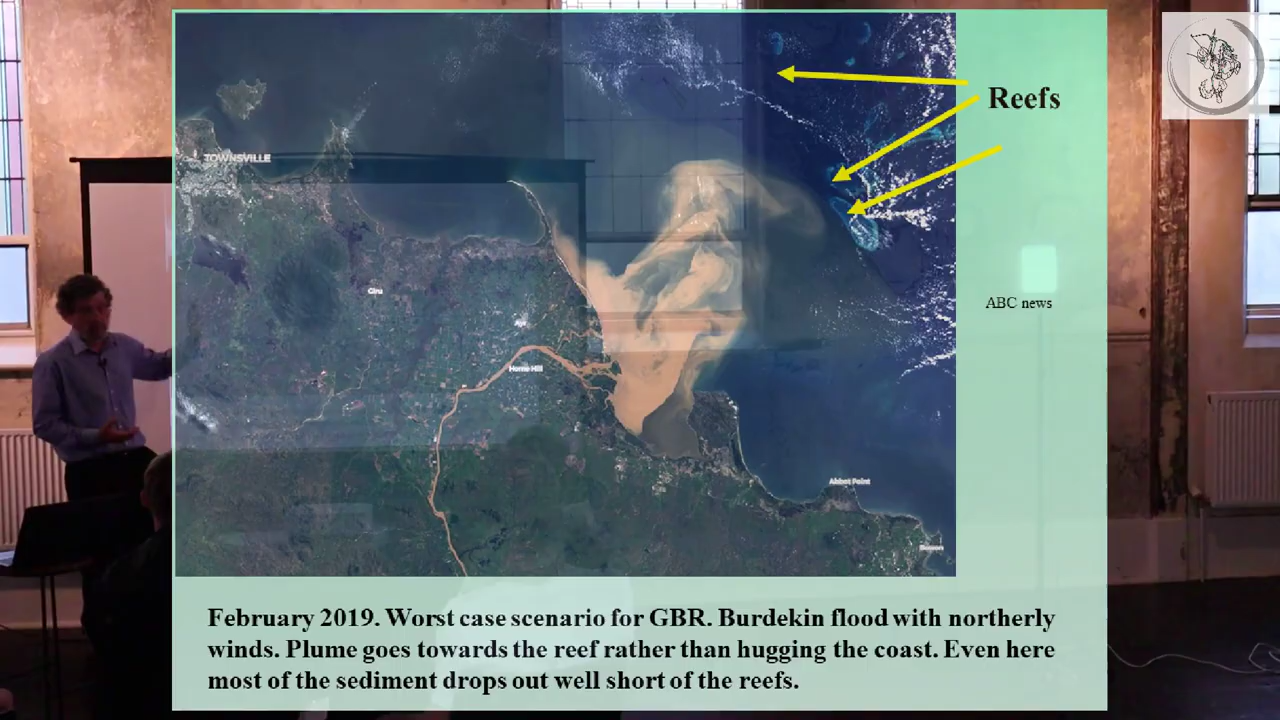 Reefs
TOWNSVILLE
Giru
ABC news
Home Hill
Abbot Point
Bowen
February 2019. Worst case scenario for GBR. Burdekin flood with northerly
winds. Plume goes towards the reef rather than hugging the coast. Even here
most of the sediment drops out well short of the reefs.